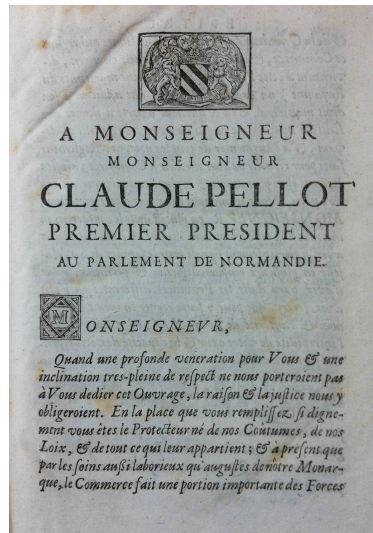 A MONSEIGNEUR
MONSEIGNEUR
CLAUDE PELLOT
PREMIER PRESIDENT
AU PARLEMENT DE NORMANDIE.
MONSEIGNEVR,
Quand une profonde veneration pour Vous & une
inclination tres-pleine de reſpect ne nous porteroient pas
à Vous dedier cet Ouvrage, la raiſon & la juſtice nous y
obligeroient. En la place que vous rempliſſez ſi digne-
ment vous êtes le Protecteur né de nos Coûtumes, de nos
Loix, & de tout ce qui leur appartient ; & à préſent que
par les ſoins auſſi laborieux qu'auguſtes de nôtre Monar-
que, le Commerce fait une portion importante des Forces